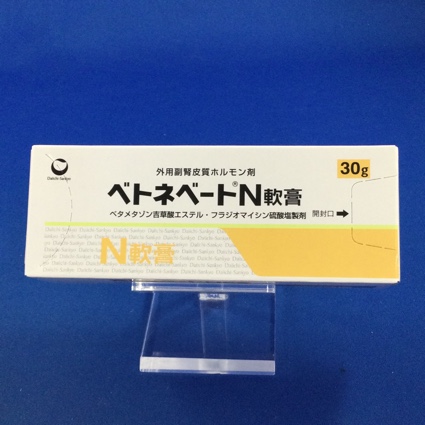 Daiichi-Sankyo
外用副腎皮質ホルモン剤
30g
ベトネベート®N軟膏
ベタメタゾン吉草酸エステル・フラジオマイシン硫酸塩製剤
開封口→
N軟膏